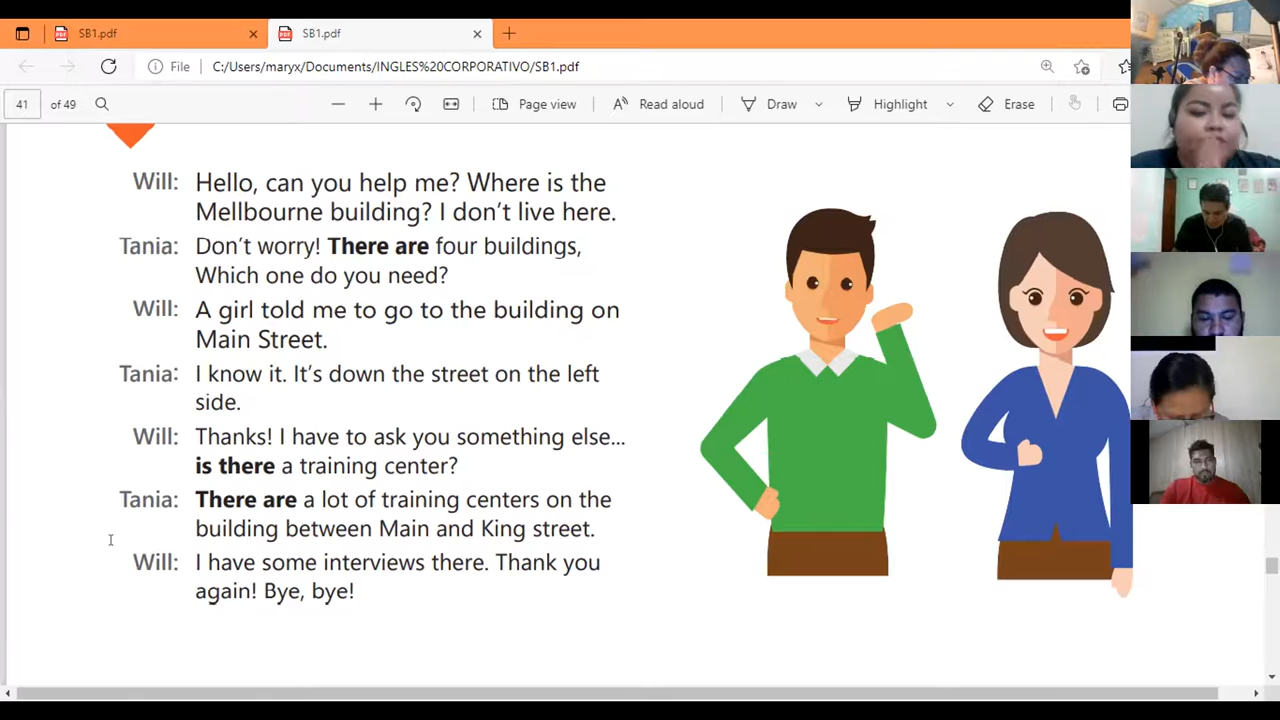 SB1.pdf
SB1.pdf
File C:/Users/maryx/Documents/INGLES%20CORPORATIVO/SB1.pdf
41 of 49 Page view Read aloud Draw Highlight Erase
Will: Hello, can you help me? Where is the
Mellbourne building? I don't live here.
Tania: Don't worry! There are four buildings,
Which one do you need?
Will: A girl told me to go to the building on
Main Street.
Tania: I know it. It's down the street on the left
side.
Will: Thanks! I have to ask you something else...
is there a training center?
Tania: There are a lot of training centers on the
building between Main and King street.
Will: I have some interviews there. Thank you
again! Bye, bye!